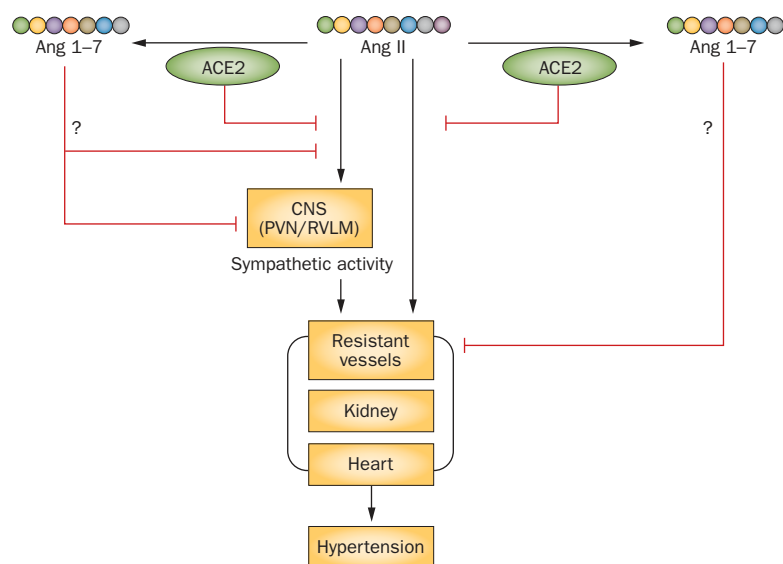 Ang 1–7
Ang II
Ang 1–7
ACE2
ACE2
?
?
CNS
(PVN/RVLM)
Sympathetic activity
Resistant
vessels
Kidney
Heart
Hypertension